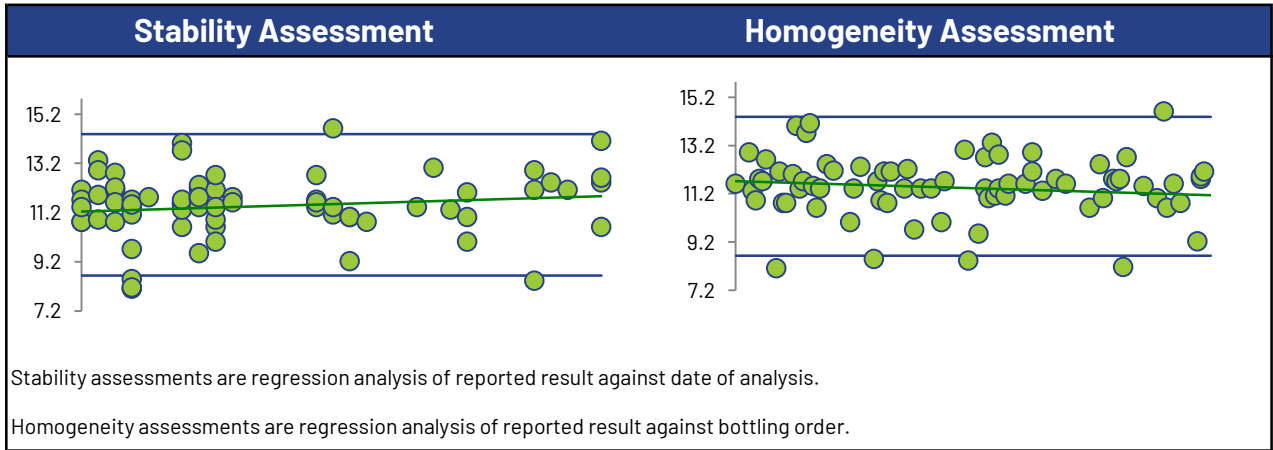 Stability Assessment
Homogeneity Assessment
15.2
13.2
11.2
9.2
7.2
15.2
13.2
11.2
9.2
7.2
Stability assessments are regression analysis of reported result against date of analysis.
Homogeneity assessments are regression analysis of reported result against bottling order.